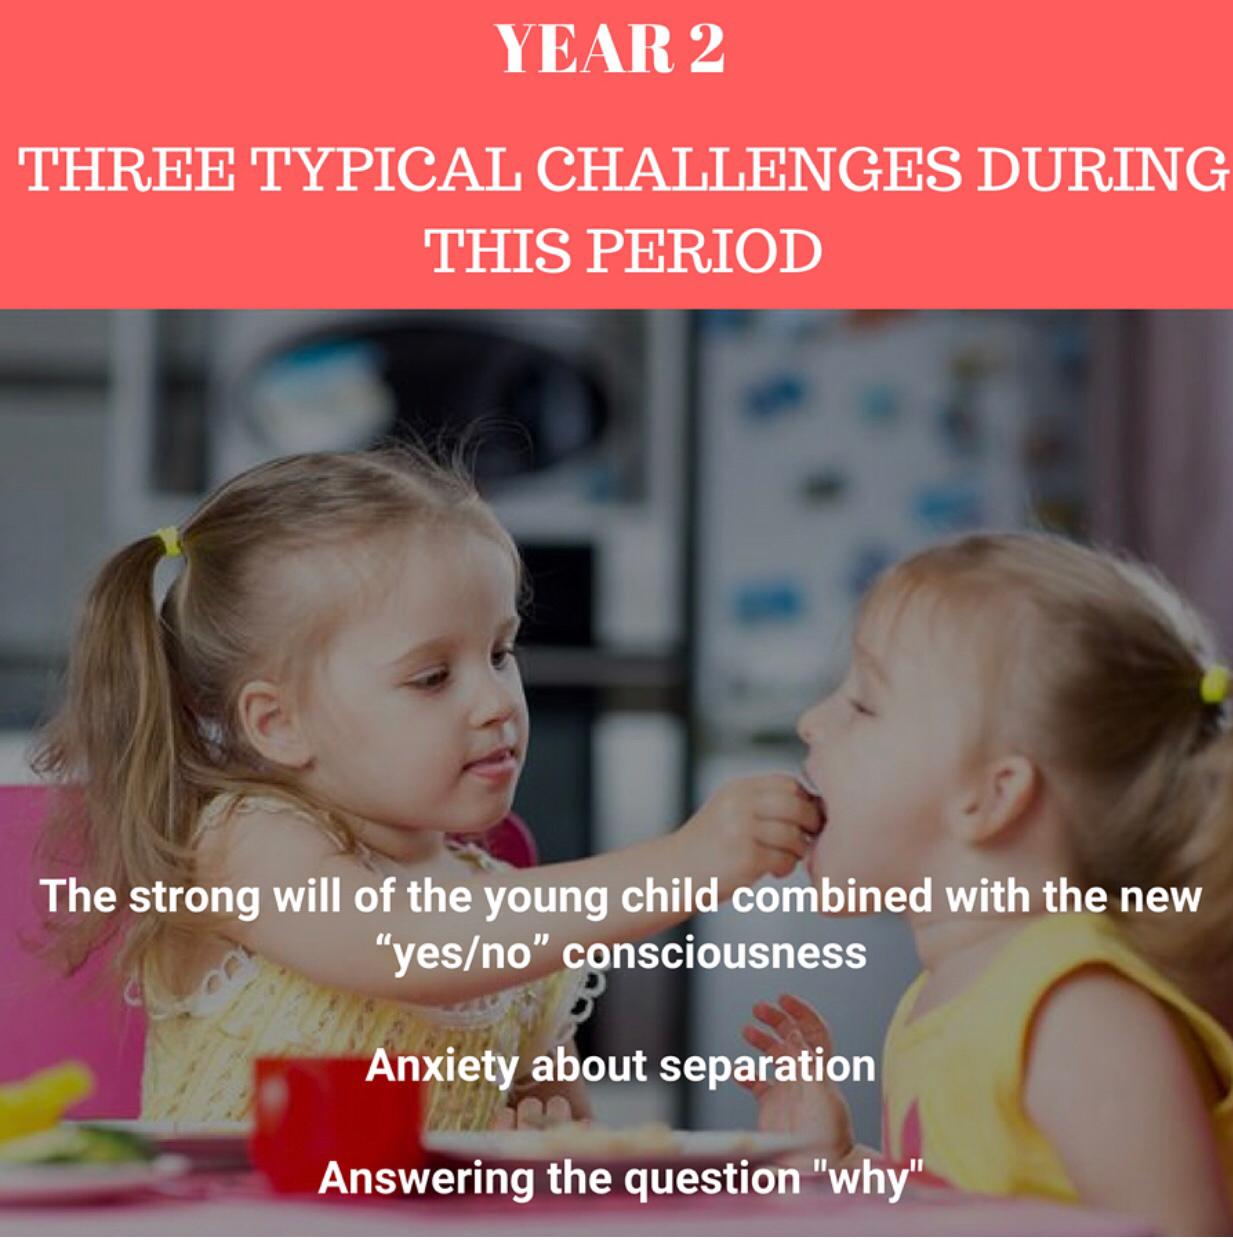 YEAR 2
THREE TYPICAL CHALLENGES DURING
THIS PERIOD
The strong will of the young child combined with the new
“yes/no” consciousness
Anxiety about separation
Answering the question "why"